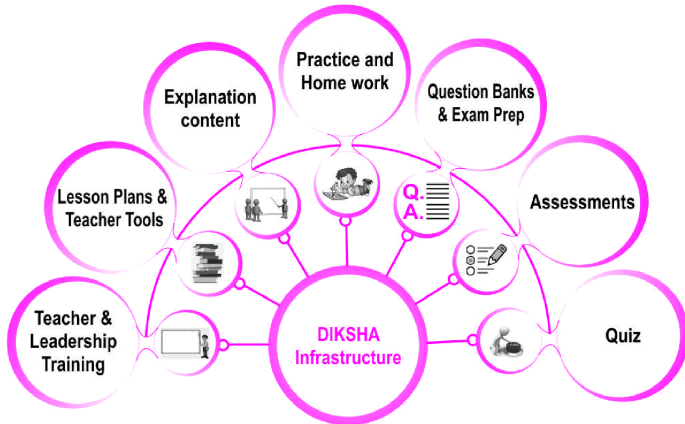 Practice and
Home work
Explanation
content
Question Banks
& Exam Prep
Lesson Plans &
Teacher Tools
Q.
A.
Assessments
Teacher &
Leadership
Training
DIKSHA
Infrastructure
Quiz